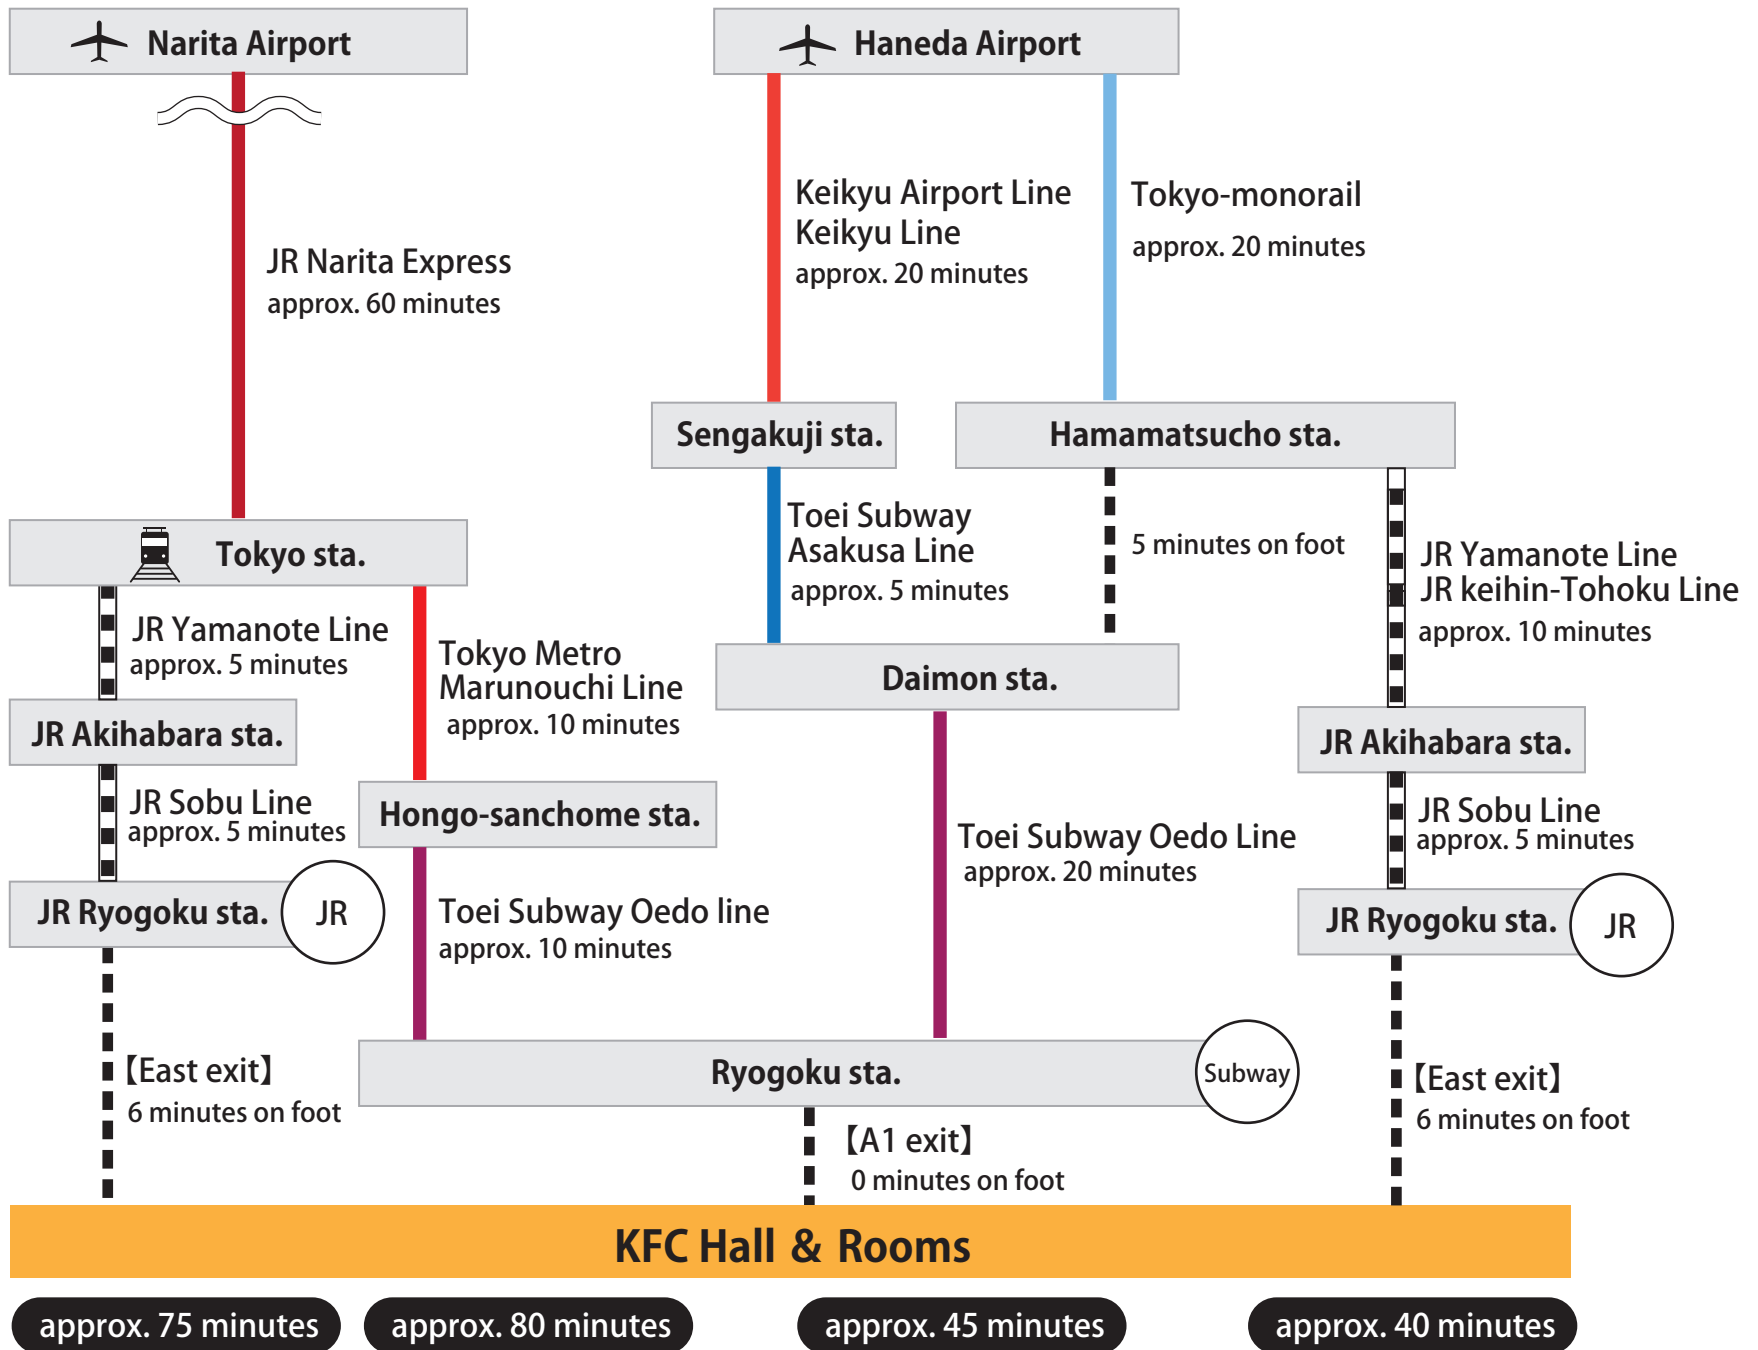 Narita Airport
Haneda Airport
JR Narita Express
approx. 60 minutes
Keikyu Airport Line
Keikyu Line
approx. 20 minutes
Tokyo-monorail
approx. 20 minutes
Sengakuji sta.
Hamamatsucho sta.
Tokyo sta.
Toei Subway
Asakusa Line
approx. 5 minutes
5 minutes on foot
JR Yamanote Line
JR keihin-Tohoku Line
approx. 10 minutes
JR Yamanote Line
approx. 5 minutes
Tokyo Metro
Marunouchi Line
approx. 10 minutes
Daimon sta.
JR Akihabara sta.
JR Akihabara sta.
JR Sobu Line
approx. 5 minutes
Hongo-sanchome sta.
Toei Subway Oedo Line
approx. 20 minutes
JR Sobu Line
approx. 5 minutes
JR Ryogoku sta.
JR
Toei Subway Oedo line
approx. 10 minutes
JR Ryogoku sta.
JR
【East exit】
6 minutes on foot
Ryogoku sta.
Subway
【East exit】
6 minutes on foot
【A1 exit】
0 minutes on foot
KFC Hall & Rooms
approx. 75 minutes
approx. 80 minutes
approx. 45 minutes
approx. 40 minutes